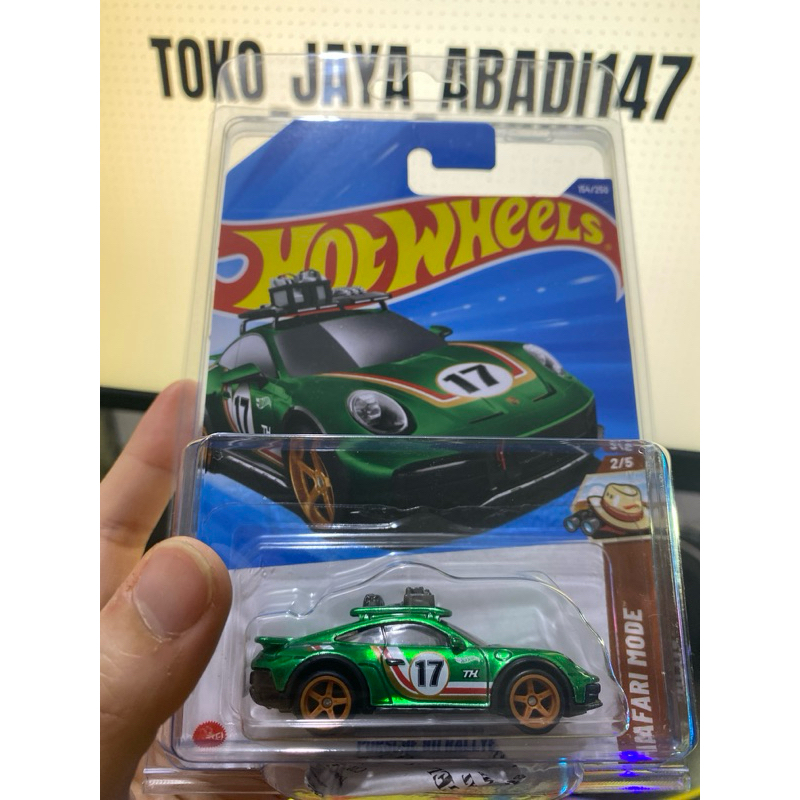 TOKO JAYA ABADI147
154/250
HOT WHEELS
17
17
TH
2/5
SAFARI MODE
17
TH